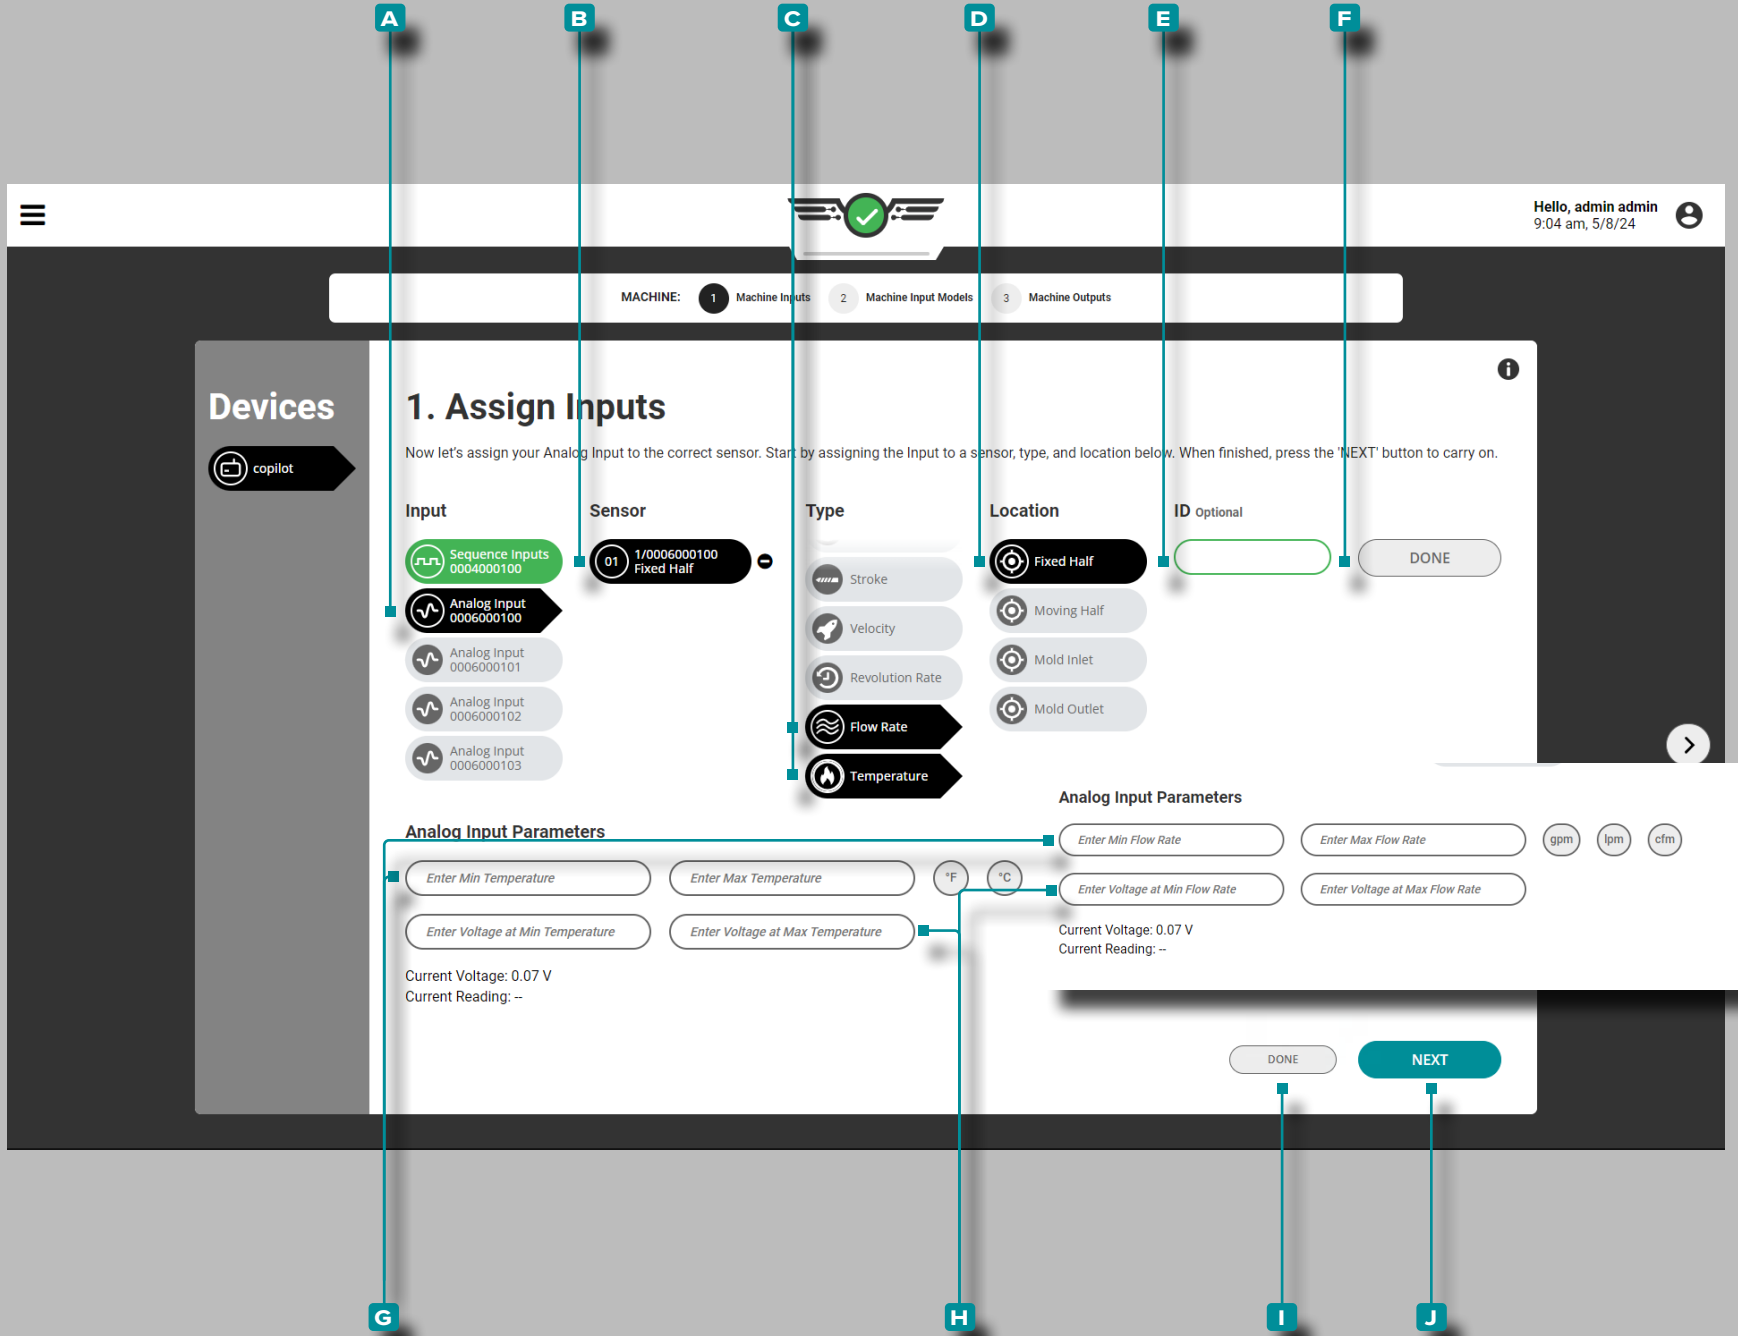 A
B
C
D
E
F
Hello, admin admin
9:04 am, 5/8/24
MACHINE: 1 Machine Inputs 2 Machine Input Models 3 Machine Outputs
Devices
copilot
1. Assign Inputs
Now let's assign your Analog Input to the correct sensor. Start by assigning the Input to a sensor, type, and location below. When finished, press the 'NEXT' button to carry on.
Input
Sequence Inputs
0004000100
Analog Input
0006000100
Analog Input
0006000101
Analog Input
0006000102
Analog Input
0006000103
Sensor
01
1/0006000100
Fixed Half
Type
Stroke
Velocity
Revolution Rate
Flow Rate
Temperature
Location
Fixed Half
Moving Half
Mold Inlet
Mold Outlet
ID Optional
DONE
Analog Input Parameters
Enter Min Temperature
Enter Max Temperature
°F
°C
Enter Voltage at Min Temperature
Enter Voltage at Max Temperature
Current Voltage: 0.07 V
Current Reading: --
Analog Input Parameters
Enter Min Flow Rate
Enter Max Flow Rate
gpm
lpm
cfm
Enter Voltage at Min Flow Rate
Enter Voltage at Max Flow Rate
Current Voltage: 0.07 V
Current Reading: --
DONE
NEXT
G
H
I
J